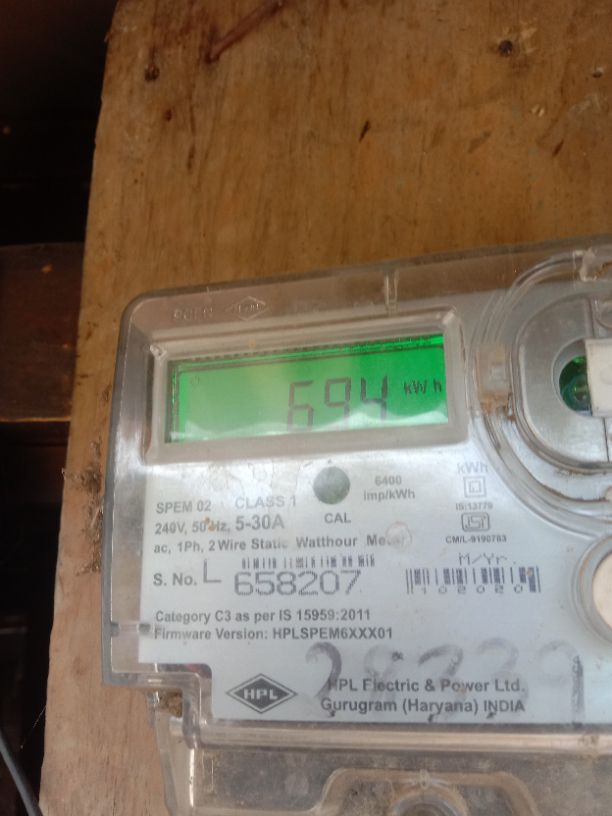 694 kWh
SPEM 02 CLASS 1
240V, 50 Hz, 5-30A
ac, 1Ph, 2 Wire Static Watthour Meter
CAL
6400
imp/kWh
kWh
IS:13779
CM/L-9190783
S. No. L 658207
M/Yr.
102020
Category C3 as per IS 15959:2011
Firmware Version: HPLSPEM6XXX01
HPL
HPL Electric & Power Ltd.
Gurugram (Haryana) INDIA